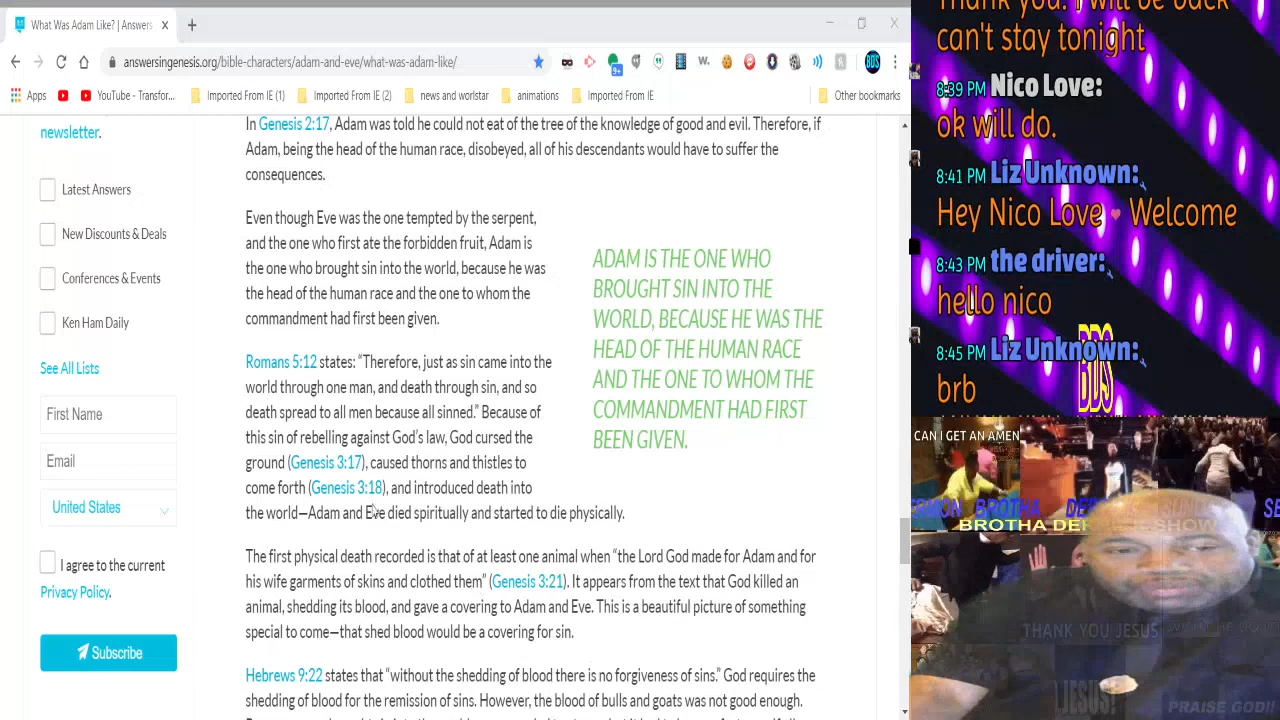 What Was Adam Like? | Answers
answersingenesis.org/bible-characters/adam-and-eve/what-was-adam-like/
9+
W.
BDS
Apps
YouTube - Transfor...
Imported From IE (2)
news and worldstar
animations
Imported From IE
Other bookmarks
newsletter.
Latest Answers
New Discounts & Deals
Conferences & Events
Ken Ham Daily
See All Lists
First Name
Email
United States
I agree to the current
Privacy Policy.
Subscribe
In Genesis 2:17, Adam was told he could not eat of the tree of the knowledge of good and evil. Therefore, if
Adam, being the head of the human race, disobeyed, all of his descendants would have to suffer the
consequences.
Even though Eve was the one tempted by the serpent,
and the one who first ate the forbidden fruit, Adam is
the one who brought sin into the world, because he was
the head of the human race and the one to whom the
commandment had first been given.
ADAM IS THE ONE WHO
BROUGHT SIN INTO THE
WORLD, BECAUSE HE WAS THE
HEAD OF THE HUMAN RACE
AND THE ONE TO WHOM THE
COMMANDMENT HAD FIRST
BEEN GIVEN.
Romans 5:12 states: “Therefore, just as sin came into the
world through one man, and death through sin, and so
death spread to all men because all sinned.” Because of
this sin of rebelling against God’s law, God cursed the
ground (Genesis 3:17), caused thorns and thistles to
come forth (Genesis 3:18), and introduced death into
the world—Adam and Eve died spiritually and started to die physically.
The first physical death recorded is that of at least one animal when “the Lord God made for Adam and for
his wife garments of skins and clothed them” (Genesis 3:21). It appears from the text that God killed an
animal, shedding its blood, and gave a covering to Adam and Eve. This is a beautiful picture of something
special to come—that shed blood would be a covering for sin.
Hebrews 9:22 states that “without the shedding of blood there is no forgiveness of sins.” God requires the
shedding of blood for the remission of sins. However, the blood of bulls and goats was not good enough.
Thank you. I will be back
can't stay tonight
8:39 PM Nico Love:
ok will do.
8:41 PM Liz Unknown:
Hey Nico Love ♥ Welcome
8:43 PM the driver:
hello nico
8:45 PM Liz Unknown:
brb
BDS
CAN I GET AN AMEN
BROTHA
THANK YOU JESUS
JESUS!
PRAISE GOD!!